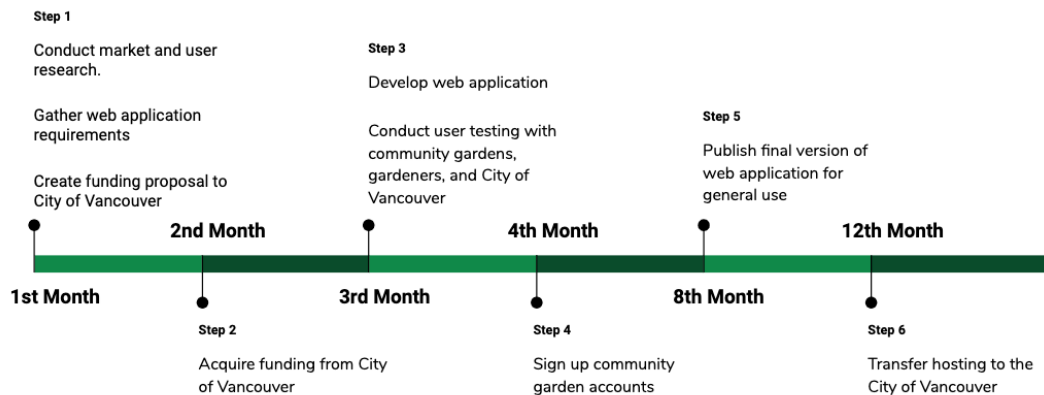 Step 1
Conduct market and user
research.
Gather web application
requirements
Create funding proposal to
City of Vancouver
1st Month
2nd Month
Step 2
Acquire funding from City
of Vancouver
Step 3
Develop web application
Conduct user testing with
community gardens,
gardeners, and City of
Vancouver
3rd Month
4th Month
Step 4
Sign up community
garden accounts
Step 5
Publish final version of
web application for
general use
8th Month
12th Month
Step 6
Transfer hosting to the
City of Vancouver